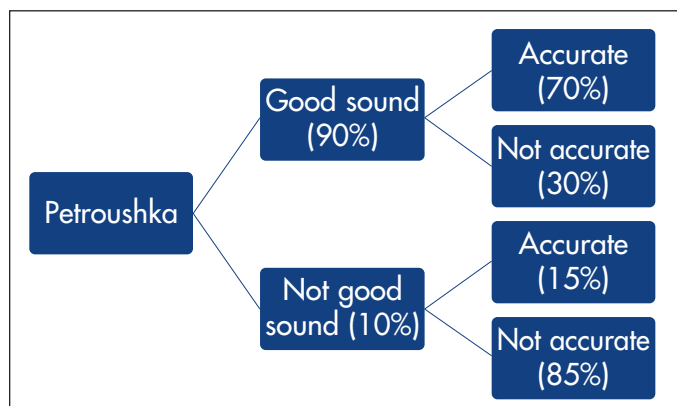 Petroushka
Good sound
(90%)
Accurate
(70%)
Not accurate
(30%)
Not good
sound (10%)
Accurate
(15%)
Not accurate
(85%)